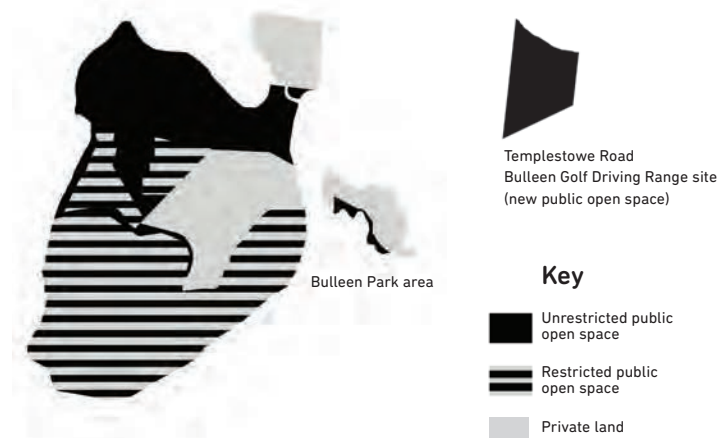 Templestowe Road
Bulleen Golf Driving Range site
(new public open space)
Bulleen Park area
Key
Unrestricted public
open space
Restricted public
open space
Private land